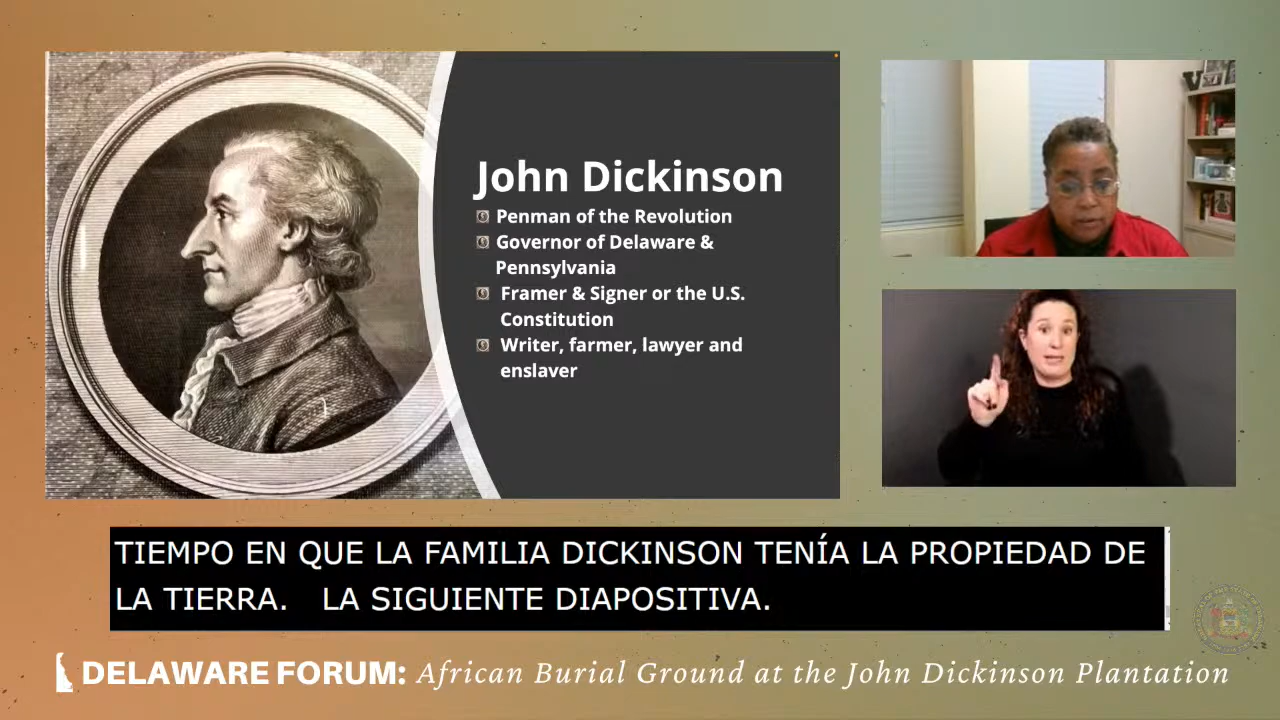 John Dickinson
Penman of the Revolution
Governor of Delaware &
Pennsylvania
Framer & Signer or the U.S.
Constitution
Writer, farmer, lawyer and
enslaver
TIEMPO EN QUE LA FAMILIA DICKINSON TENÍA LA PROPIEDAD DE
LA TIERRA. LA SIGUIENTE DIAPOSITIVA.
DELAWARE FORUM: African Burial Ground at the John Dickinson Plantation